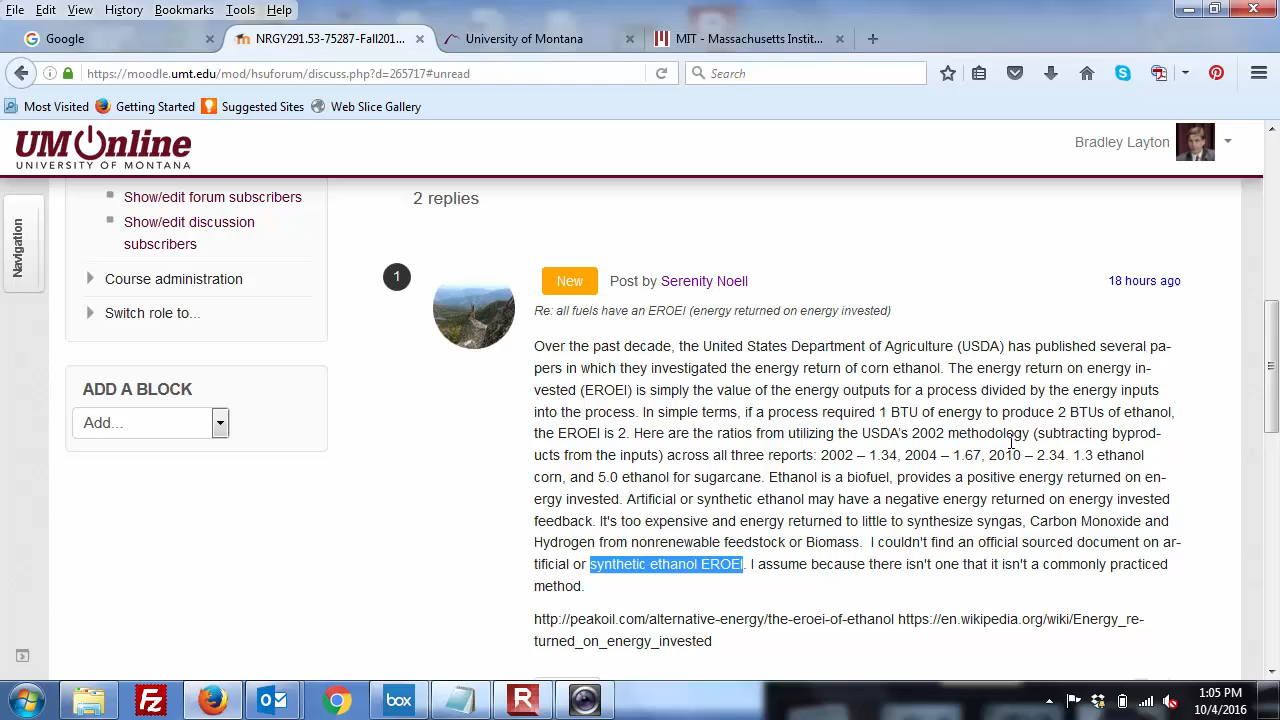 File Edit View History Bookmarks Tools Help
Google
NRGY291.53-75287-Fall201...
University of Montana
MIT - Massachusetts Instit...
https://moodle.umt.edu/mod/hsuforum/discuss.php?d=265717#unread
Search
Most Visited Getting Started Suggested Sites Web Slice Gallery
UMOnline
UNIVERSITY OF MONTANA
Bradley Layton
Navigation
Show/edit forum subscribers
Show/edit discussion
subscribers
Course administration
Switch role to...
ADD A BLOCK
Add...
2 replies
1
New Post by Serenity Noell
18 hours ago
Re: all fuels have an EROEI (energy returned on energy invested)
Over the past decade, the United States Department of Agriculture (USDA) has published several pa-
pers in which they investigated the energy return of corn ethanol. The energy return on energy in-
vested (EROEI) is simply the value of the energy outputs for a process divided by the energy inputs
into the process. In simple terms, if a process required 1 BTU of energy to produce 2 BTUs of ethanol,
the EROEI is 2. Here are the ratios from utilizing the USDA's 2002 methodology (subtracting byprod-
ucts from the inputs) across all three reports: 2002 – 1.34, 2004 – 1.67, 2010 – 2.34. 1.3 ethanol
corn, and 5.0 ethanol for sugarcane. Ethanol is a biofuel, provides a positive energy returned on en-
ergy invested. Artificial or synthetic ethanol may have a negative energy returned on energy invested
feedback. It's too expensive and energy returned to little to synthesize syngas, Carbon Monoxide and
Hydrogen from nonrenewable feedstock or Biomass. I couldn't find an official sourced document on ar-
tificial or synthetic ethanol EROEI. I assume because there isn't one that it isn't a commonly practiced
method.
http://peakoil.com/alternative-energy/the-eroei-of-ethanol https://en.wikipedia.org/wiki/Energy_re-
turned_on_energy_invested
box
1:05 PM
10/4/2016